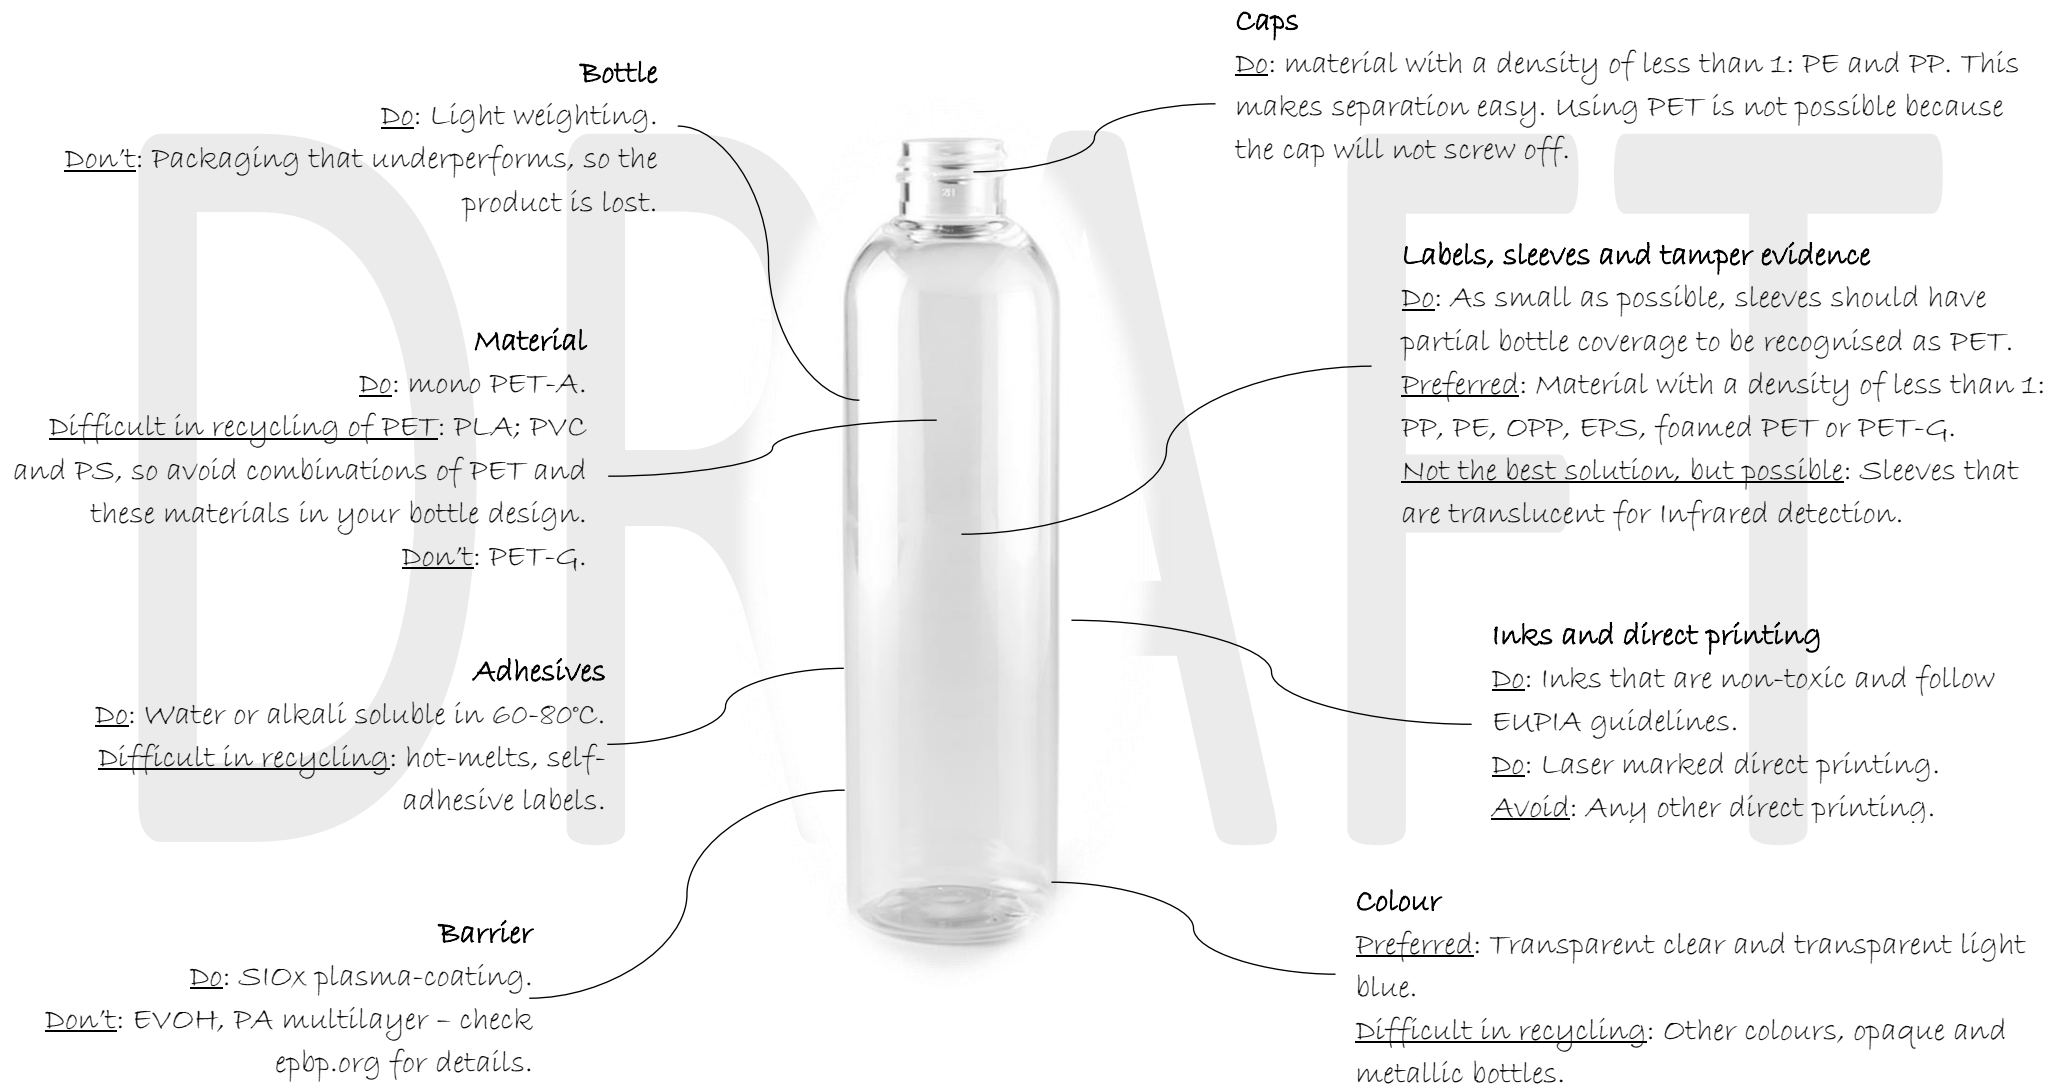 Caps
Do: material with a density of less than 1: PE and PP. This
makes separation easy. Using PET is not possible because
the cap will not screw off.
Bottle
Do: Light weighting.
Don't: Packaging that underperforms, so the
product is lost.
Labels, sleeves and tamper evidence
Do: As small as possible, sleeves should have
partial bottle coverage to be recognised as PET.
Preferred: Material with a density of less than 1:
PP, PE, OPP, EPS, foamed PET or PET-G.
Not the best solution, but possible: Sleeves that
are translucent for Infrared detection.
Material
Do: mono PET-A.
Difficult in recycling of PET: PLA; PVC
and PS, so avoid combinations of PET and
these materials in your bottle design.
Don't: PET-G.
Inks and direct printing
Do: Inks that are non-toxic and follow
EUPIA guidelines.
Do: Laser marked direct printing.
Avoid: Any other direct printing.
Adhesives
Do: Water or alkali soluble in 60-80°C.
Difficult in recycling: hot-melts, self-
adhesive labels.
Colour
Preferred: Transparent clear and transparent light
blue.
Difficult in recycling: Other colours, opaque and
metallic bottles.
Barrier
Do: SIOx plasma-coating.
Don't: EVOH, PA multilayer – check
epbp.org for details.
DRAFT